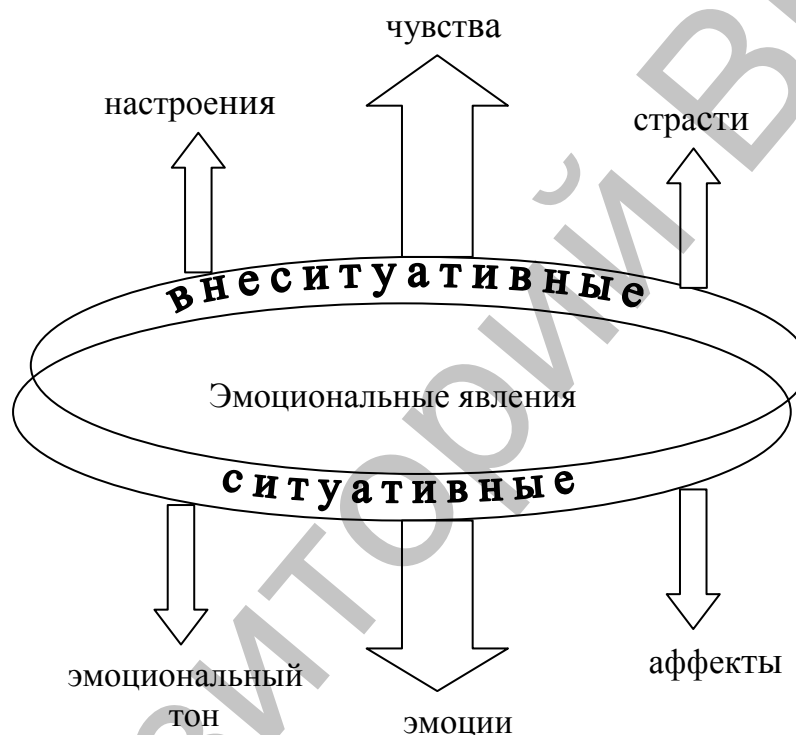 чувства
настроения
страсти
внеситуативные
Эмоциональные явления
ситуативные
эмоциональный
тон
аффекты
эмоции